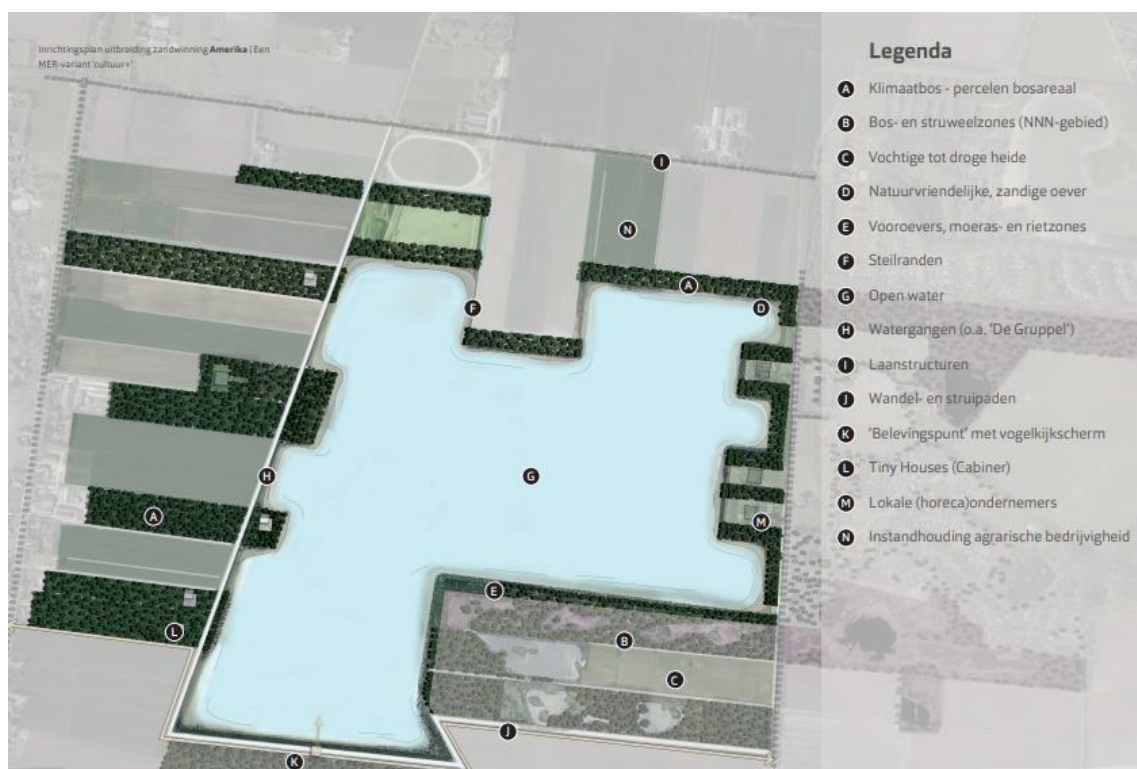 Inrichtingsplan uitbreiding zandwinning Amerika | Een
MER-variant 'cultuur+'
Legenda
A Klimaatbos - percelen bosareaal
B Bos- en struweelzones (NNN-gebied)
C Vochtige tot droge heide
D Natuurvriendelijke, zandige oever
E Vooroevers, moeras- en rietzones
F Steilranden
G Open water
H Watergangen (o.a. 'De Gruppel')
I Laanstructuren
J Wandel- en struipaden
K 'Belevingspunt' met vogelkijkscherm
L Tiny Houses (Cabiner)
M Lokale (horeca)ondernemers
N Instandhouding agrarische bedrijvigheid
I
N
A
D
F
H
G
A
M
E
L
B
C
J
K